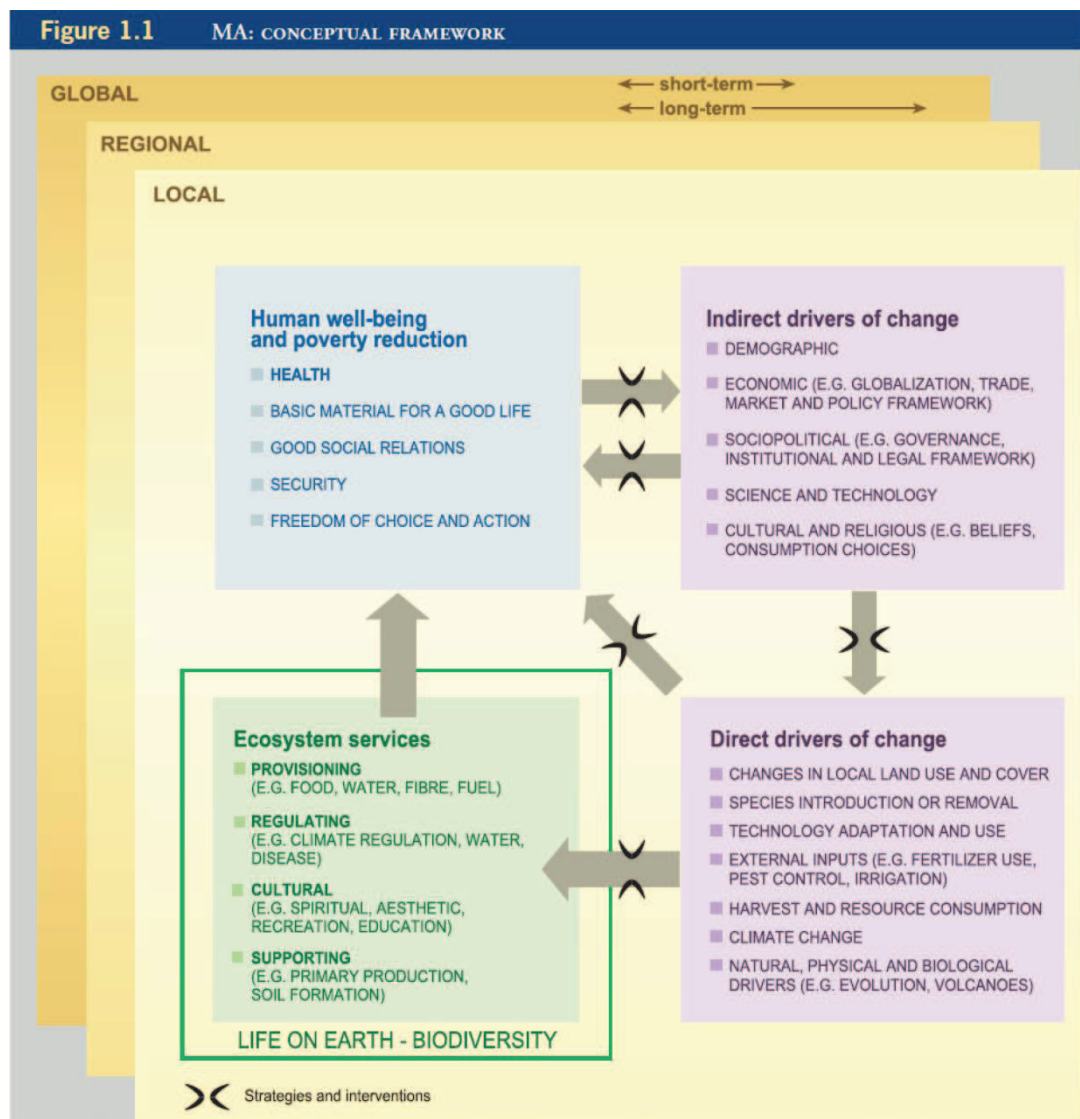 Figure 1.1 MA: CONCEPTUAL FRAMEWORK
GLOBAL
short-term
long-term
REGIONAL
LOCAL
Human well-being
and poverty reduction
HEALTH
BASIC MATERIAL FOR A GOOD LIFE
GOOD SOCIAL RELATIONS
SECURITY
FREEDOM OF CHOICE AND ACTION
Indirect drivers of change
DEMOGRAPHIC
ECONOMIC (E.G. GLOBALIZATION, TRADE,
MARKET AND POLICY FRAMEWORK)
SOCIOPOLITICAL (E.G. GOVERNANCE,
INSTITUTIONAL AND LEGAL FRAMEWORK)
SCIENCE AND TECHNOLOGY
CULTURAL AND RELIGIOUS (E.G. BELIEFS,
CONSUMPTION CHOICES)
Ecosystem services
PROVISIONING
(E.G. FOOD, WATER, FIBRE, FUEL)
REGULATING
(E.G. CLIMATE REGULATION, WATER,
DISEASE)
CULTURAL
(E.G. SPIRITUAL, AESTHETIC,
RECREATION, EDUCATION)
SUPPORTING
(E.G. PRIMARY PRODUCTION,
SOIL FORMATION)
LIFE ON EARTH - BIODIVERSITY
Direct drivers of change
CHANGES IN LOCAL LAND USE AND COVER
SPECIES INTRODUCTION OR REMOVAL
TECHNOLOGY ADAPTATION AND USE
EXTERNAL INPUTS (E.G. FERTILIZER USE,
PEST CONTROL, IRRIGATION)
HARVEST AND RESOURCE CONSUMPTION
CLIMATE CHANGE
NATURAL, PHYSICAL AND BIOLOGICAL
DRIVERS (E.G. EVOLUTION, VOLCANOES)
Strategies and interventions